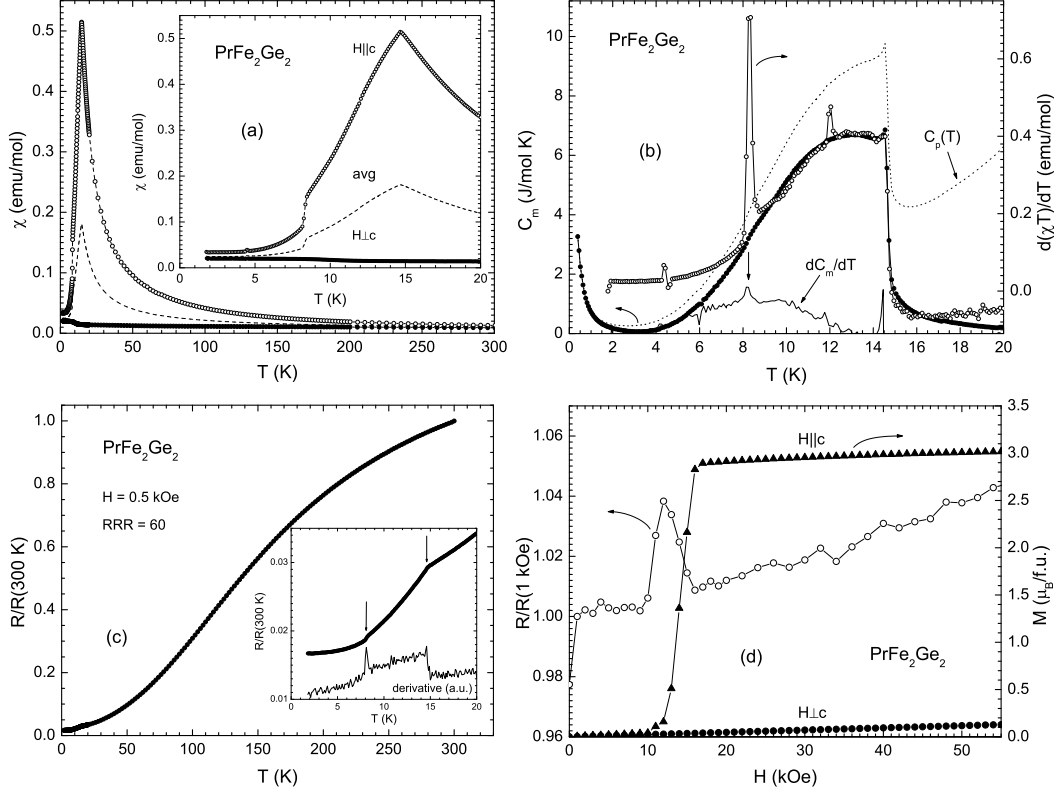 PrFe2Ge2
(a)
H||c
avg
H⊥c
χ (emu/mol)
T (K)
0.0
0.1
0.2
0.3
0.4
0.5
0
5
10
15
20
χ (emu/mol)
T (K)
0.0
0.1
0.2
0.3
0.4
0.5
0
50
100
150
200
250
300
PrFe2Ge2
(b)
Cp(T)
dCm/dT
Cm (J/mol K)
d(χT)/dT (emu/mol)
T (K)
0
2
4
6
8
10
0
2
4
6
8
10
12
14
16
18
20
0.0
0.2
0.4
0.6
PrFe2Ge2
H = 0.5 kOe
RRR = 60
(c)
R/R(300 K)
T (K)
0.0
0.2
0.4
0.6
0.8
1.0
0
50
100
150
200
250
300
R/R(300 K)
T (K)
derivative (a.u.)
0.01
0.02
0.03
0
5
10
15
20
H||c
(d)
PrFe2Ge2
H⊥c
R/R(1 kOe)
M (μB/f.u.)
H (kOe)
0.96
0.98
1.00
1.02
1.04
1.06
0
10
20
30
40
50
0.0
0.5
1.0
1.5
2.0
2.5
3.0
3.5